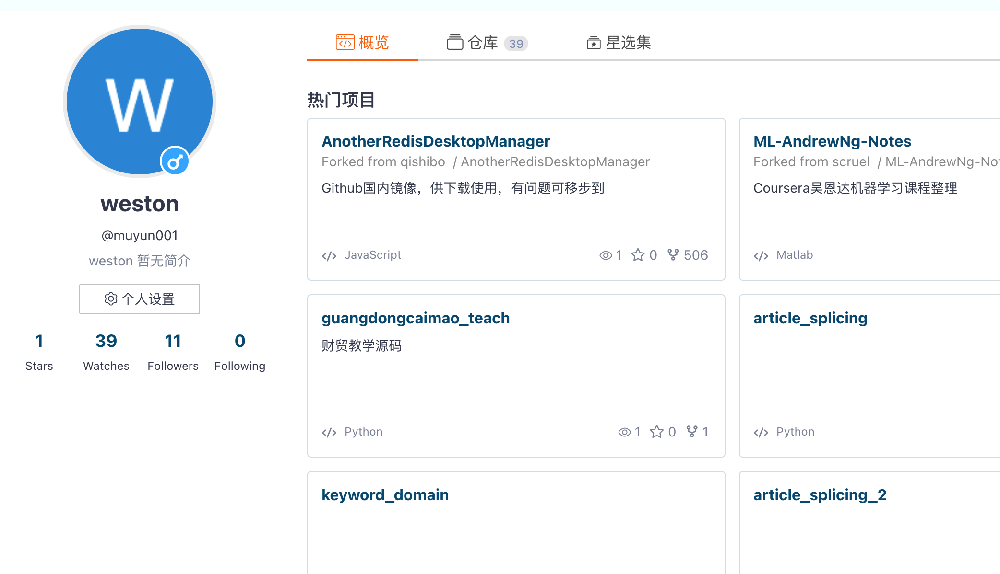 W
weston
@muyun001
weston 暂无简介
个人设置
1 39 11 0
Stars Watches Followers Following
概览 仓库 39 星选集
热门项目
AnotherRedisDesktopManager
Forked from qishibo / AnotherRedisDesktopManager
Github国内镜像，供下载使用，有问题可移步到
JavaScript 1 0 506
ML-AndrewNg-Notes
Forked from scruel / ML-AndrewNg-Not
Coursera吴恩达机器学习课程整理
Matlab
guangdongcaimao_teach
财贸教学源码
Python 1 0 1
article_splicing
Python
keyword_domain
article_splicing_2